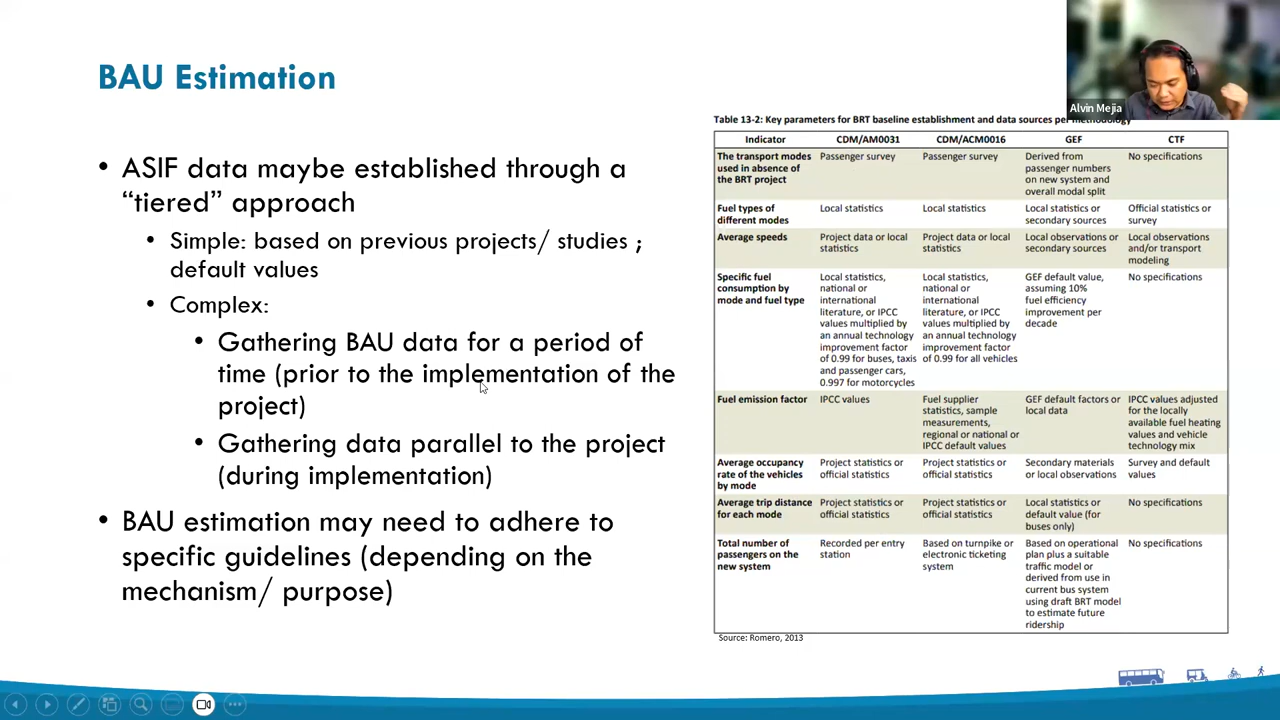 BAU Estimation
• ASIF data maybe established through a
“tiered” approach
• Simple: based on previous projects/ studies ;
default values
• Complex:
• Gathering BAU data for a period of
time (prior to the implementation of the
project)
• Gathering data parallel to the project
(during implementation)
• BAU estimation may need to adhere to
specific guidelines (depending on the
mechanism/ purpose)
Alvin Mejia
Table 13-2: Key parameters for BRT baseline establishment and data sources per methodology
Indicator CDM/AM0031 CDM/ACM0016 GEF CTF
The transport modes Passenger survey Passenger survey Derived from No specifications
used in absence of passenger numbers
the BRT project on new system and
overall modal split
Fuel types of Local statistics Local statistics Local statistics or Official statistics or
different modes secondary sources survey
Average speeds Project data or local Project data or local Local observations or Local observations
statistics statistics secondary sources and/or transport
modeling
Specific fuel Local statistics, Local statistics, GEF default value, No specifications
consumption by national or national or assuming 10%
mode and fuel type international international fuel efficiency
literature, or IPCC literature, or IPCC improvement per
values multiplied by values multiplied by decade
an annual technology an annual technology
improvement factor improvement factor
of 0.99 for buses, taxis of 0.99 for all vehicles
and passenger cars,
0.997 for motorcycles
Fuel emission factor IPCC values Fuel supplier GEF default factors or IPCC values adjusted
statistics, sample local data for the locally
measurements, available fuel heating
regional or national or values and vehicle
IPCC default values technology mix
Average occupancy Project statistics or Project statistics or Secondary materials Survey and default
rate of the vehicles official statistics official statistics or local observations values
by mode
Average trip distance Project statistics or Project statistics or Local statistics or No specifications
for each mode official statistics official statistics default value (for
buses only)
Total number of Recorded per entry Based on turnpike or Based on operational No specifications
passengers on the station electronic ticketing plan plus a suitable
new system system traffic model or
derived from use in
current bus system
using draft BRT model
to estimate future
ridership
Source: Romero, 2013